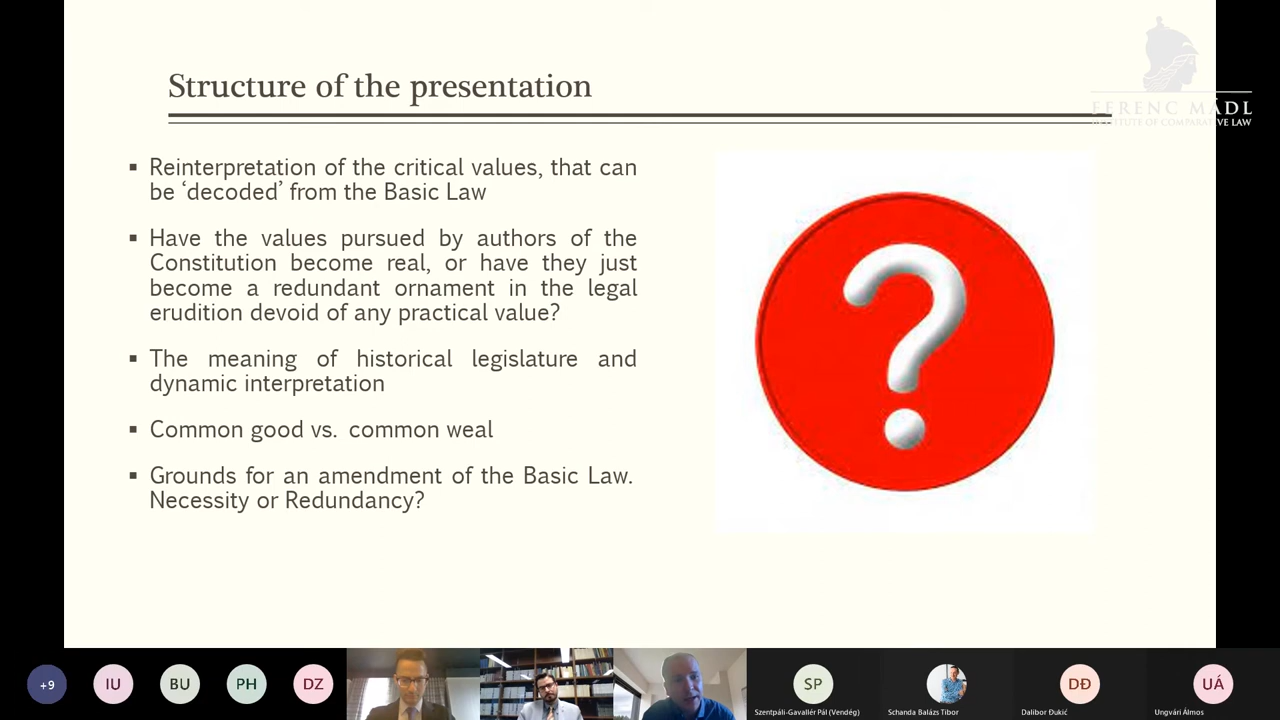 Structure of the presentation
FERENC MÁDL
INSTITUTE OF COMPARATIVE LAW
▪ Reinterpretation of the critical values, that can
be ‘decoded’ from the Basic Law
▪ Have the values pursued by authors of the
Constitution become real, or have they just
become a redundant ornament in the legal
erudition devoid of any practical value?
▪ The meaning of historical legislature and
dynamic interpretation
▪ Common good vs. common weal
▪ Grounds for an amendment of the Basic Law.
Necessity or Redundancy?
?
+9
IU
BU
PH
DZ
SP
DĐ
UÁ
Szentpáli-Gavallér Pál (Vendég)
Schanda Balázs Tibor
Dalibor Đukić
Ungvári Álmos